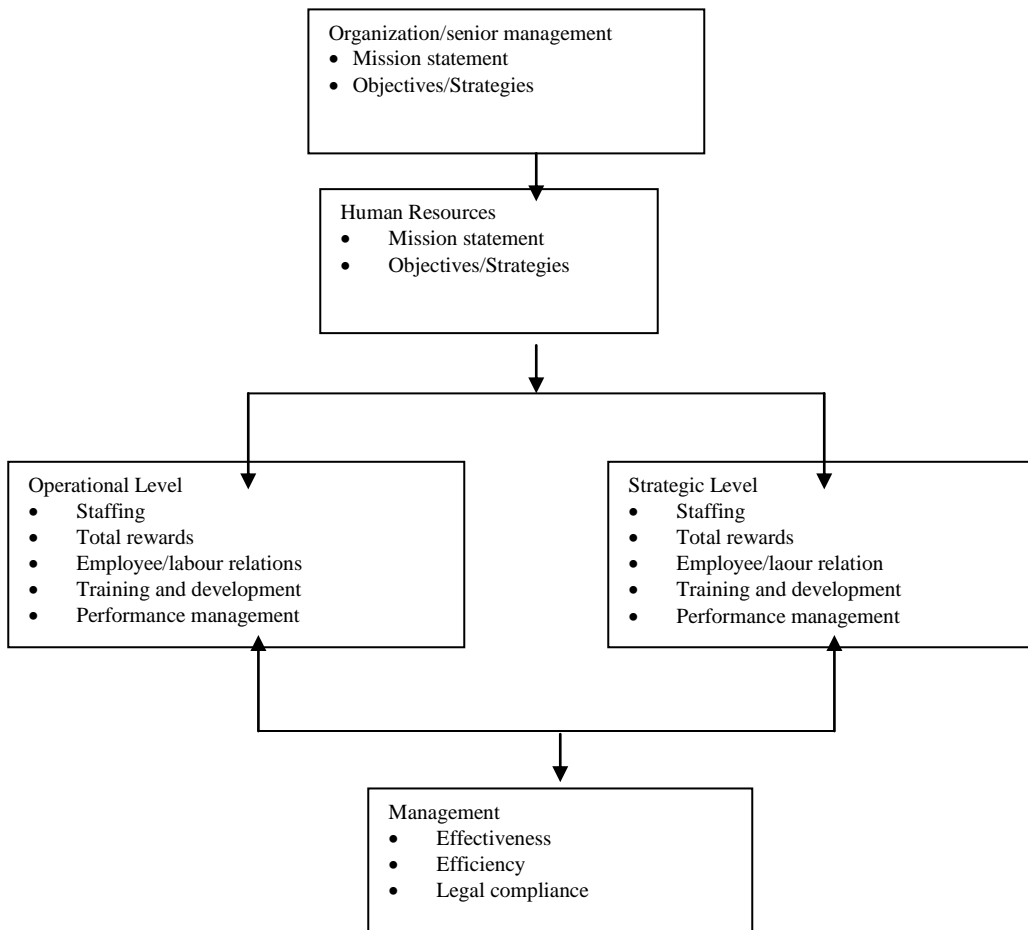 Organization/senior management
• Mission statement
• Objectives/Strategies
Human Resources
• Mission statement
• Objectives/Strategies
Operational Level
• Staffing
• Total rewards
• Employee/labour relations
• Training and development
• Performance management
Strategic Level
• Staffing
• Total rewards
• Employee/laour relation
• Training and development
• Performance management
Management
• Effectiveness
• Efficiency
• Legal compliance